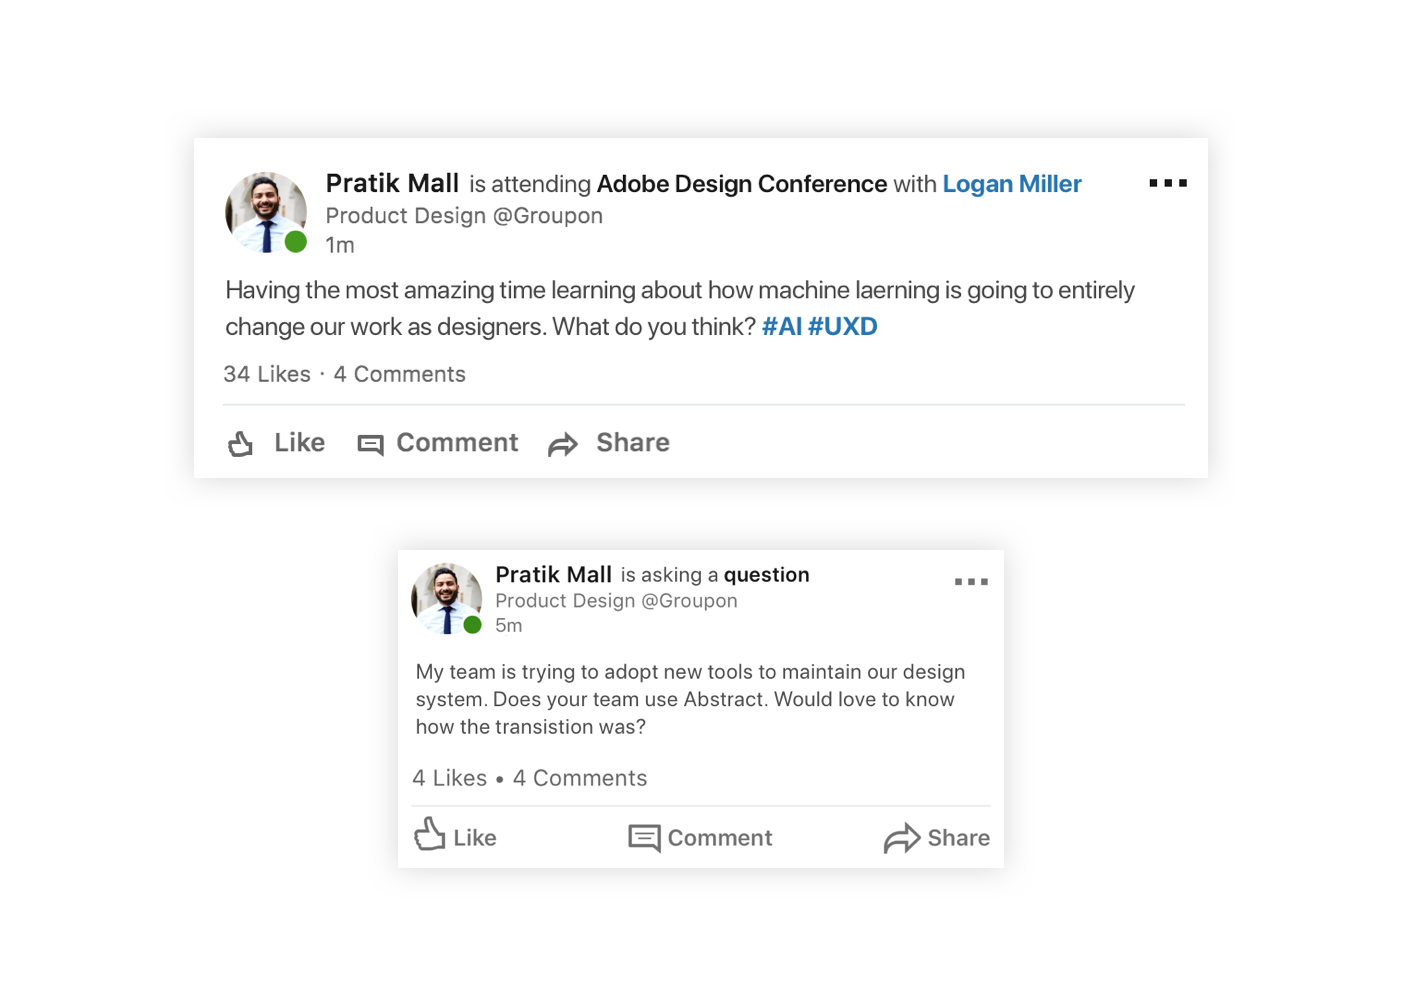 Pratik Mall is attending Adobe Design Conference with Logan Miller
Product Design @Groupon
1m
Having the most amazing time learning about how machine laerning is going to entirely
change our work as designers. What do you think? #AI #UXD
34 Likes · 4 Comments
Like Comment Share
Pratik Mall is asking a question
Product Design @Groupon
5m
My team is trying to adopt new tools to maintain our design
system. Does your team use Abstract. Would love to know
how the transistion was?
4 Likes • 4 Comments
Like Comment Share